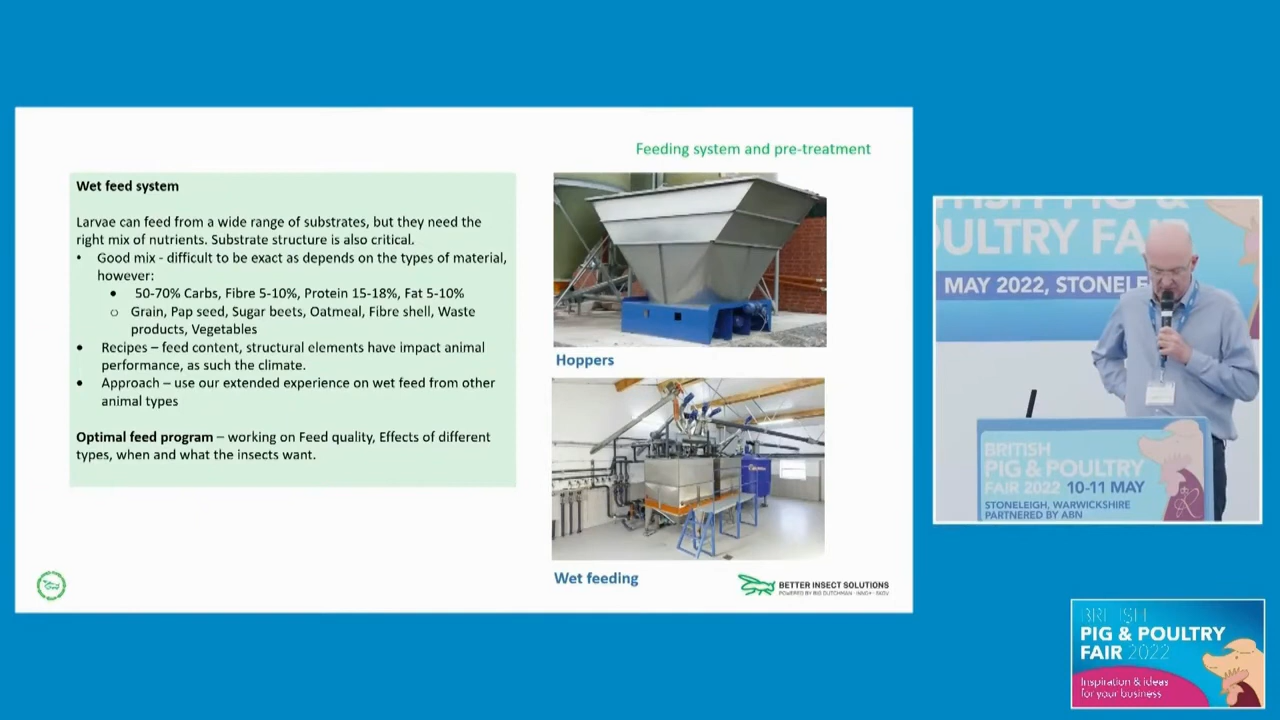 Feeding system and pre-treatment
Wet feed system
Larvae can feed from a wide range of substrates, but they need the
right mix of nutrients. Substrate structure is also critical.
• Good mix - difficult to be exact as depends on the types of material,
however:
• 50-70% Carbs, Fibre 5-10%, Protein 15-18%, Fat 5-10%
o Grain, Pap seed, Sugar beets, Oatmeal, Fibre shell, Waste
products, Vegetables
• Recipes – feed content, structural elements have impact animal
performance, as such the climate.
• Approach – use our extended experience on wet feed from other
animal types
Optimal feed program – working on Feed quality, Effects of different
types, when and what the insects want.
Hoppers
Wet feeding
BETTER INSECT SOLUTIONS
POWERED BY BIG DUTCHMAN · INNO+ · SKOV
OULTRY FAIR
MAY 2022, STONELE
BRITISH
PIG & POULTRY
FAIR 2022 10-11 MAY
STONELEIGH, WARWICKSHIRE
PARTNERED BY ABN
BRITISH
PIG & POULTRY
FAIR 2022
Inspiration & ideas
for your business